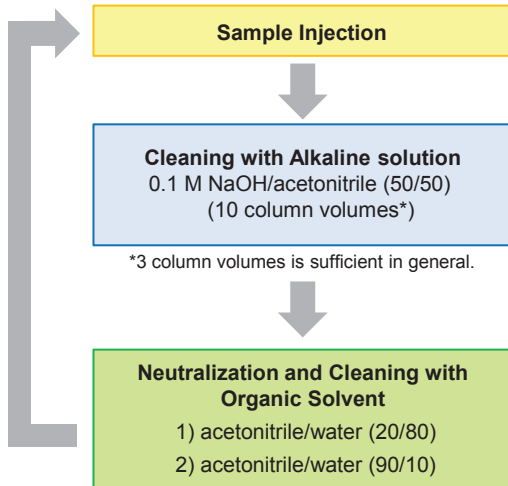 Sample Injection
Cleaning with Alkaline solution
0.1 M NaOH/acetonitrile (50/50)
(10 column volumes*)
*3 column volumes is sufficient in general.
Neutralization and Cleaning with
Organic Solvent
1) acetonitrile/water (20/80)
2) acetonitrile/water (90/10)